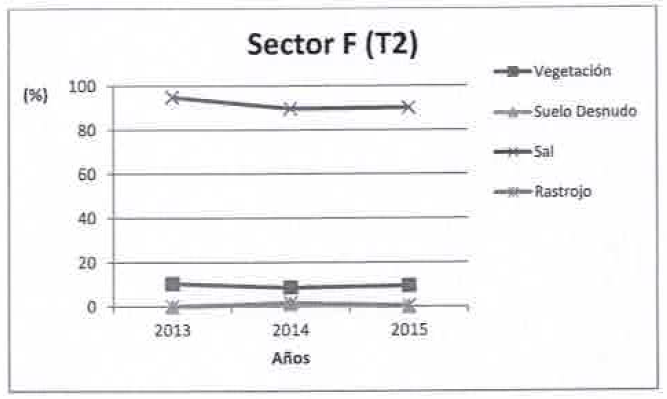 Sector F (T2)
(%)
100
80
60
40
20
0
2013
2014
2015
Años
Vegetación
Suelo Desnudo
Sal
Rastrojo